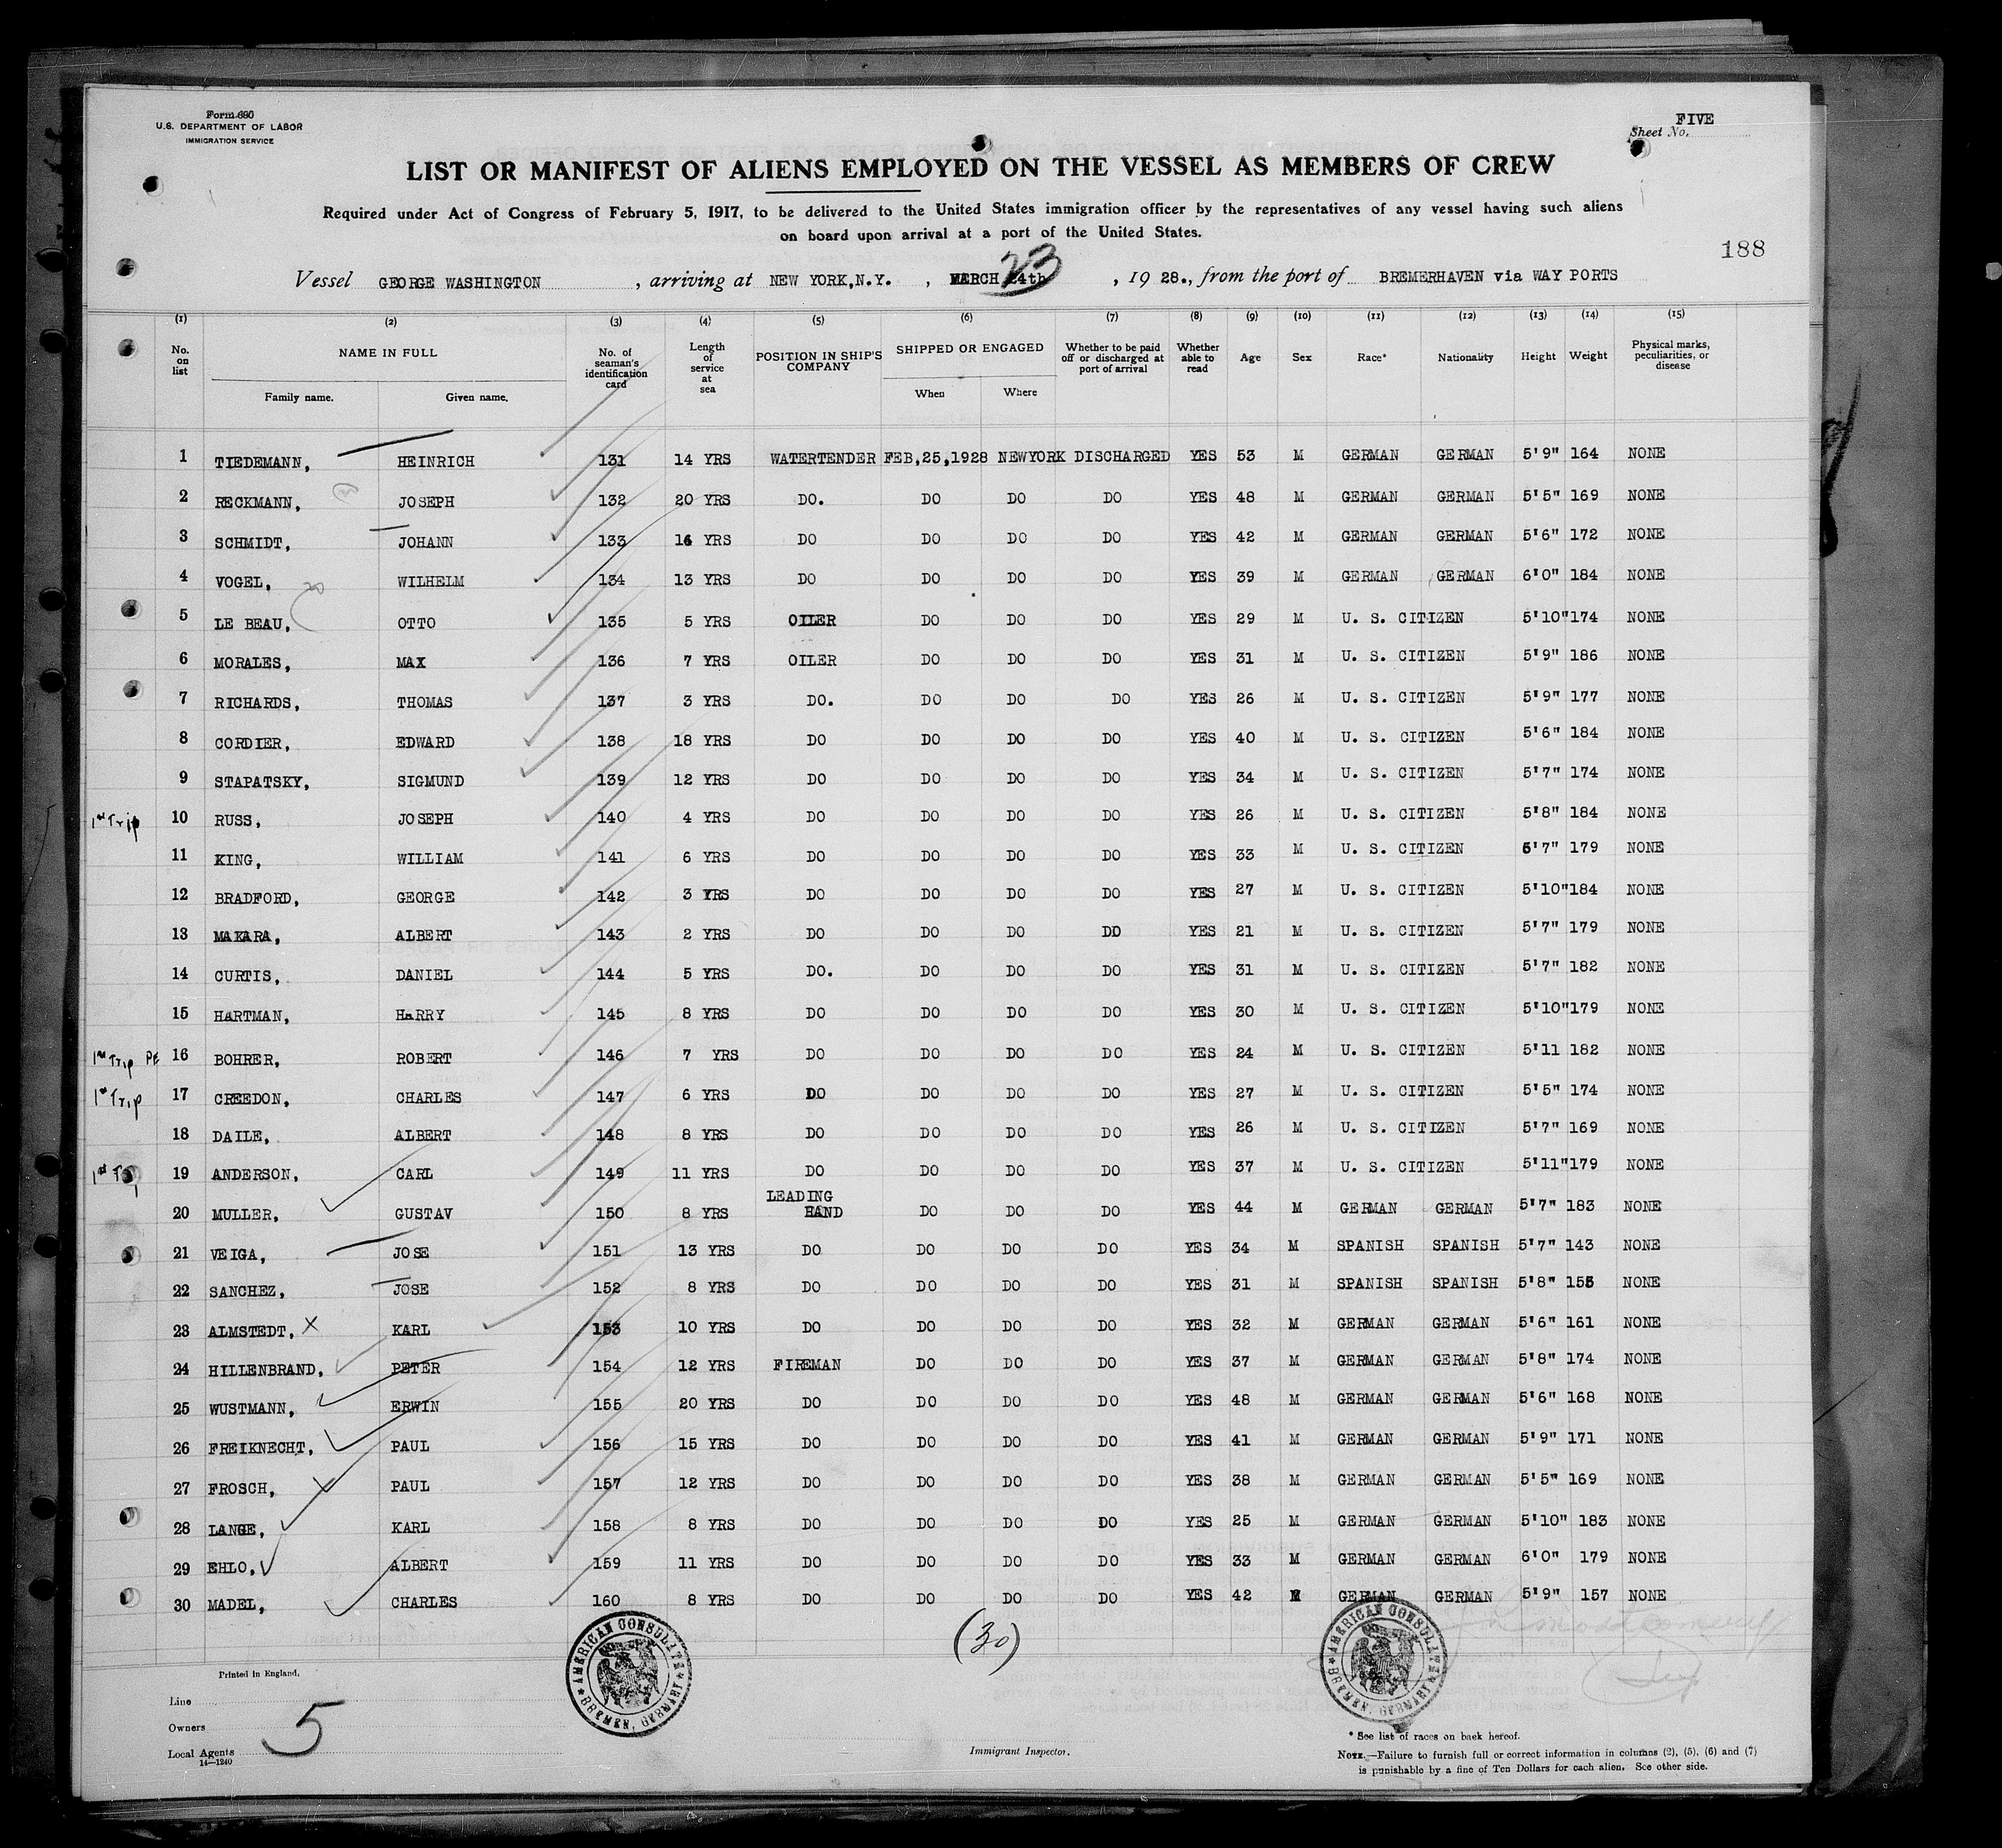 Form 680
U.S. DEPARTMENT OF LABOR
IMMIGRATION SERVICE
FIVE
Sheet No.
LIST OR MANIFEST OF ALIENS EMPLOYED ON THE VESSEL AS MEMBERS OF CREW
Required under Act of Congress of February 5, 1917, to be delivered to the United States immigration officer by the representatives of any vessel having such aliens
on board upon arrival at a port of the United States.
188
Vessel GEORGE WASHINGTON, arriving at NEW YORK,N.Y. , MARCH 24th 23, 19 28., from the port of BREMERHAVEN via WAY PORTS
(1) (2) (3) (4) (5) (6) (7) (8) (9) (10) (11) (12) (13) (14) (15)
No. on list NAME IN FULL Family name. Given name. No. of seaman's identification card Length of service at sea POSITION IN SHIP'S COMPANY SHIPPED OR ENGAGED When Where Whether to be paid off or discharged at port of arrival Whether able to read Age Sex Race* Nationality Height Weight Physical marks, peculiarities, or disease
1 TIEDEMANN, HEINRICH 131 14 YRS WATERTENDER FEB,25,1928 NEWYORK DISCHARGED YES 53 M GERMAN GERMAN 5'9" 164 NONE
2 RECKMANN, JOSEPH 132 20 YRS DO. DO DO DO YES 48 M GERMAN GERMAN 5'5" 169 NONE
3 SCHMIDT, JOHANN 133 16 YRS DO DO DO DO YES 42 M GERMAN GERMAN 5'6" 172 NONE
4 VOGEL, WILHELM 134 13 YRS DO DO DO DO YES 39 M GERMAN GERMAN 6'0" 184 NONE
5 LE BEAU, OTTO 135 5 YRS OILER DO DO DO YES 29 M U. S. CITIZEN 5'10" 174 NONE
6 MORALES, MAX 136 7 YRS OILER DO DO DO YES 31 M U. S. CITIZEN 5'9" 186 NONE
7 RICHARDS, THOMAS 137 3 YRS DO. DO DO DO YES 26 M U. S. CITIZEN 5'9" 177 NONE
8 CORDIER, EDWARD 138 18 YRS DO DO DO DO YES 40 M U. S. CITIZEN 5'6" 184 NONE
9 STAPATSKY, SIGMUND 139 12 YRS DO DO DO DO YES 34 M U. S. CITIZEN 5'7" 174 NONE
1st Trip 10 RUSS, JOSEPH 140 4 YRS DO DO DO DO YES 26 M U. S. CITIZEN 5'8" 184 NONE
11 KING, WILLIAM 141 6 YRS DO DO DO DO YES 33 M U. S. CITIZEN 5'7" 179 NONE
12 BRADFORD, GEORGE 142 3 YRS DO DO DO DO YES 27 M U. S. CITIZEN 5'10" 184 NONE
13 MAKARA, ALBERT 143 2 YRS DO DO DO DO YES 21 M U. S. CITIZEN 5'7" 179 NONE
14 CURTIS, DANIEL 144 5 YRS DO. DO DO DO YES 31 M U. S. CITIZEN 5'7" 182 NONE
15 HARTMAN, HARRY 145 8 YRS DO DO DO DO YES 30 M U. S. CITIZEN 5'10" 179 NONE
1st Trip PE 16 BOHRER, ROBERT 146 7 YRS DO DO DO DO YES 24 M U. S. CITIZEN 5'11 182 NONE
1st Trip 17 CREEDON, CHARLES 147 6 YRS DO DO DO DO YES 27 M U. S. CITIZEN 5'5" 174 NONE
18 DAILE, ALBERT 148 8 YRS DO DO DO DO YES 26 M U. S. CITIZEN 5'7" 169 NONE
1st 19 ANDERSON, CARL 149 11 YRS DO DO DO DO YES 37 M U. S. CITIZEN 5'11" 179 NONE
20 MULLER, GUSTAV 150 8 YRS LEADING HAND DO DO DO YES 44 M GERMAN GERMAN 5'7" 183 NONE
21 VEIGA, JOSE 151 13 YRS DO DO DO DO YES 34 M SPANISH SPANISH 5'7" 143 NONE
22 SANCHEZ, JOSE 152 8 YRS DO DO DO DO YES 31 M SPANISH SPANISH 5'8" 155 NONE
23 ALMSTEDT, X KARL 153 10 YRS DO DO DO DO YES 32 M GERMAN GERMAN 5'6" 161 NONE
24 HILLENBRAND, PETER 154 12 YRS FIREMAN DO DO DO YES 37 M GERMAN GERMAN 5'8" 174 NONE
25 WUSTMANN, ERWIN 155 20 YRS DO DO DO DO YES 48 M GERMAN GERMAN 5'6" 168 NONE
26 FREIKNECHT, PAUL 156 15 YRS DO DO DO DO YES 41 M GERMAN GERMAN 5'9" 171 NONE
27 FROSCH, PAUL 157 12 YRS DO DO DO DO YES 38 M GERMAN GERMAN 5'5" 169 NONE
28 LANGE, KARL 158 8 YRS DO DO DO DO YES 25 M GERMAN GERMAN 5'10" 183 NONE
29 EHLO, ALBERT 159 11 YRS DO DO DO DO YES 33 M GERMAN GERMAN 6'0" 179 NONE
30 MADEL, CHARLES 160 8 YRS DO DO DO DO YES 42 M GERMAN GERMAN 5'9" 157 NONE
(30)
AMERICAN CONSULATE BREMEN, GERMANY
AMERICAN CONSULATE BREMEN, GERMANY
Printed in England.
Line
Owners
5
Local Agents
14—1240
Immigrant Inspector.
* See list of races on back hereof.
NOTE.—Failure to furnish full or correct information in columns (2), (5), (6) and (7)
is punishable by a fine of Ten Dollars for each alien. See other side.